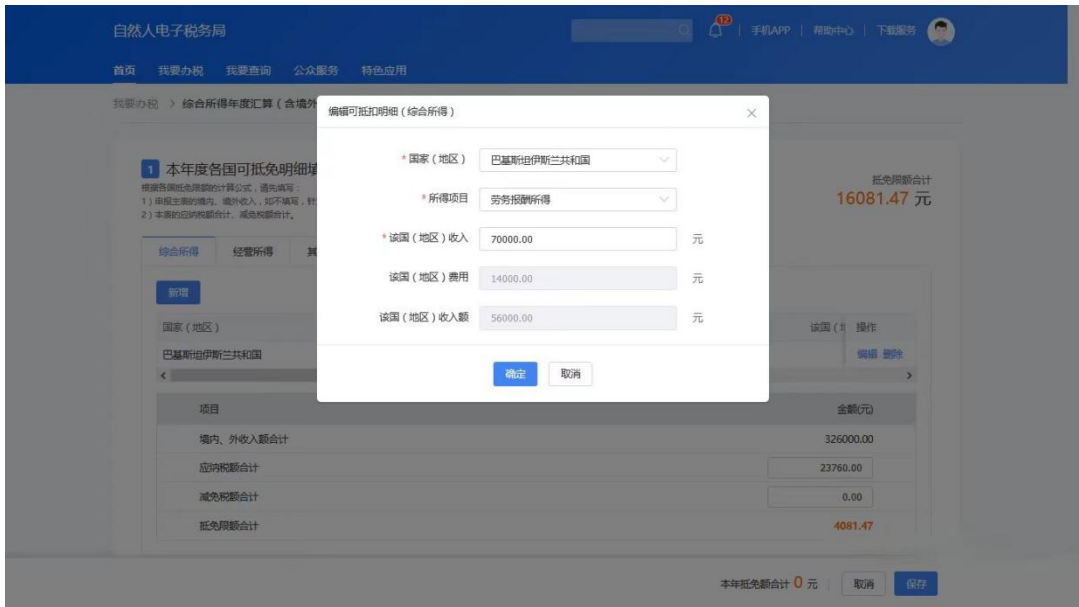 自然人电子税务局
12
手机APP | 帮助中心 | 下载服务
首页 我要办税 我要查询 公众服务 特色应用
我要办税 > 综合所得年度汇算（含境外
编辑可抵扣明细（综合所得）
* 国家（地区） 巴基斯坦伊斯兰共和国
* 所得项目 劳务报酬所得
* 该国（地区）收入 70000.00 元
该国（地区）费用 14000.00 元
该国（地区）收入额 56000.00 元
确定 取消
1 本年度各国可抵免明细填
根据各国抵免限额的计算公式，请先填写：
1）申报主表的境内、境外收入，如不填写，针
2）本表的应纳税额合计、减免税额合计。
抵免限额合计
16081.47 元
综合所得 经营所得 其
新增
国家（地区） 该国（ 操作
巴基斯坦伊斯兰共和国 编辑 删除
项目 金额(元)
境内、外收入额合计 326000.00
应纳税额合计 23760.00
减免税额合计 0.00
抵免限额合计 4081.47
本年抵免额合计 0 元 取消 保存